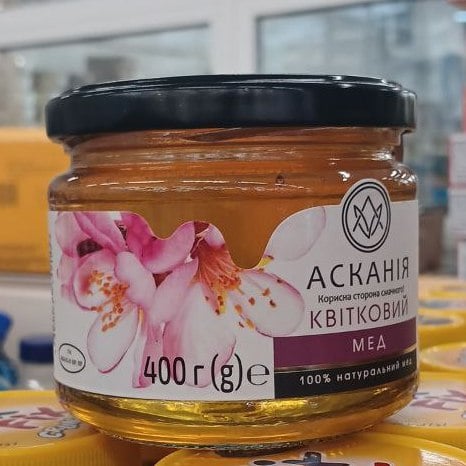 АСКАНІЯ
Корисна сторона смачного!
КВІТКОВИЙ
МЕД
100% натуральний мед
400 г (g) e